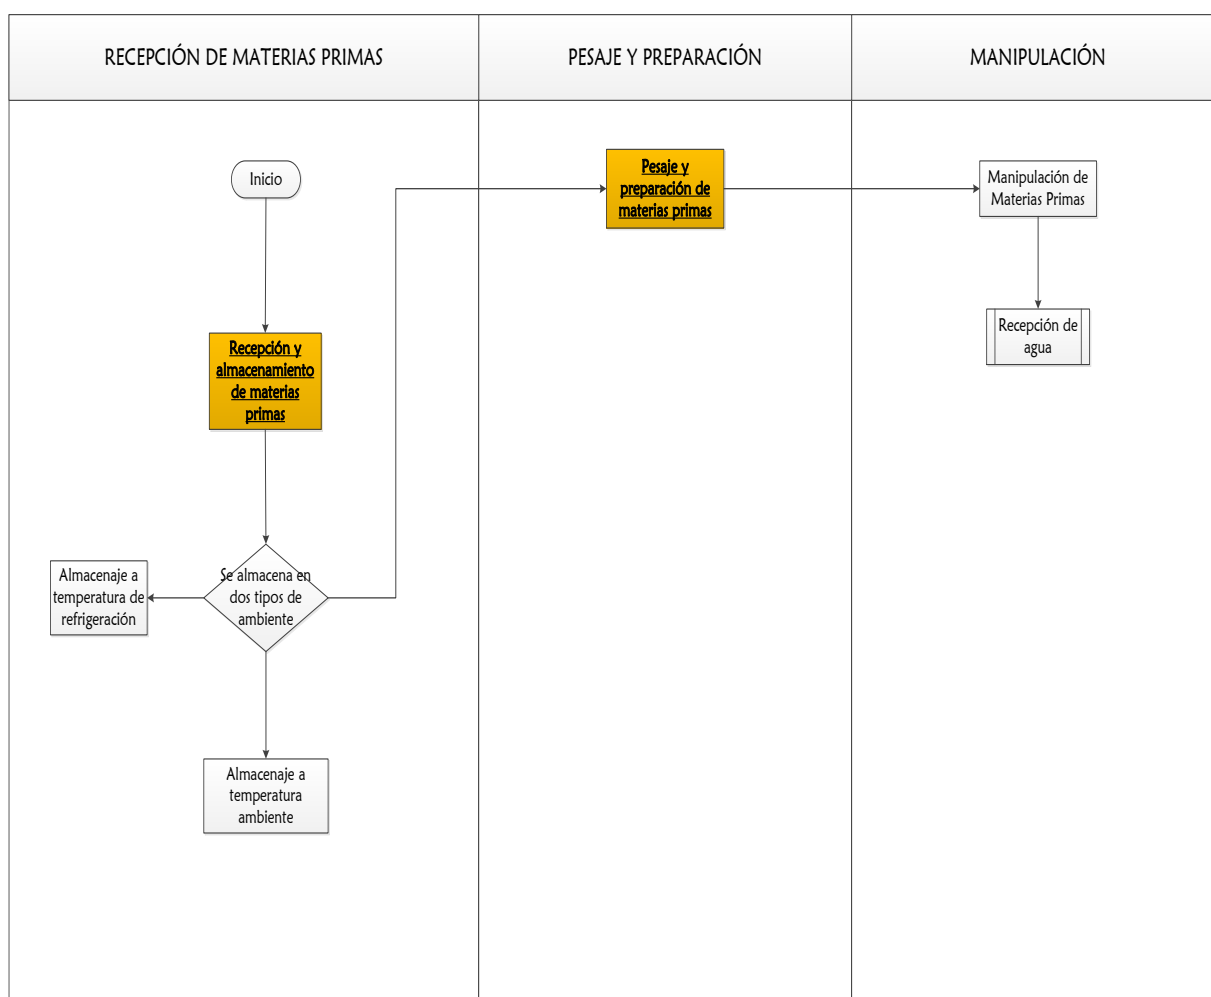 RECEPCIÓN DE MATERIAS PRIMAS
PESAJE Y PREPARACIÓN
MANIPULACIÓN
Inicio
Recepción y
almacenamiento
de materias
primas
Se almacena en
dos tipos de
ambiente
Almacenaje a
temperatura de
refrigeración
Almacenaje a
temperatura
ambiente
Pesaje y
preparación de
materias primas
Manipulación de
Materias Primas
Recepción de
agua